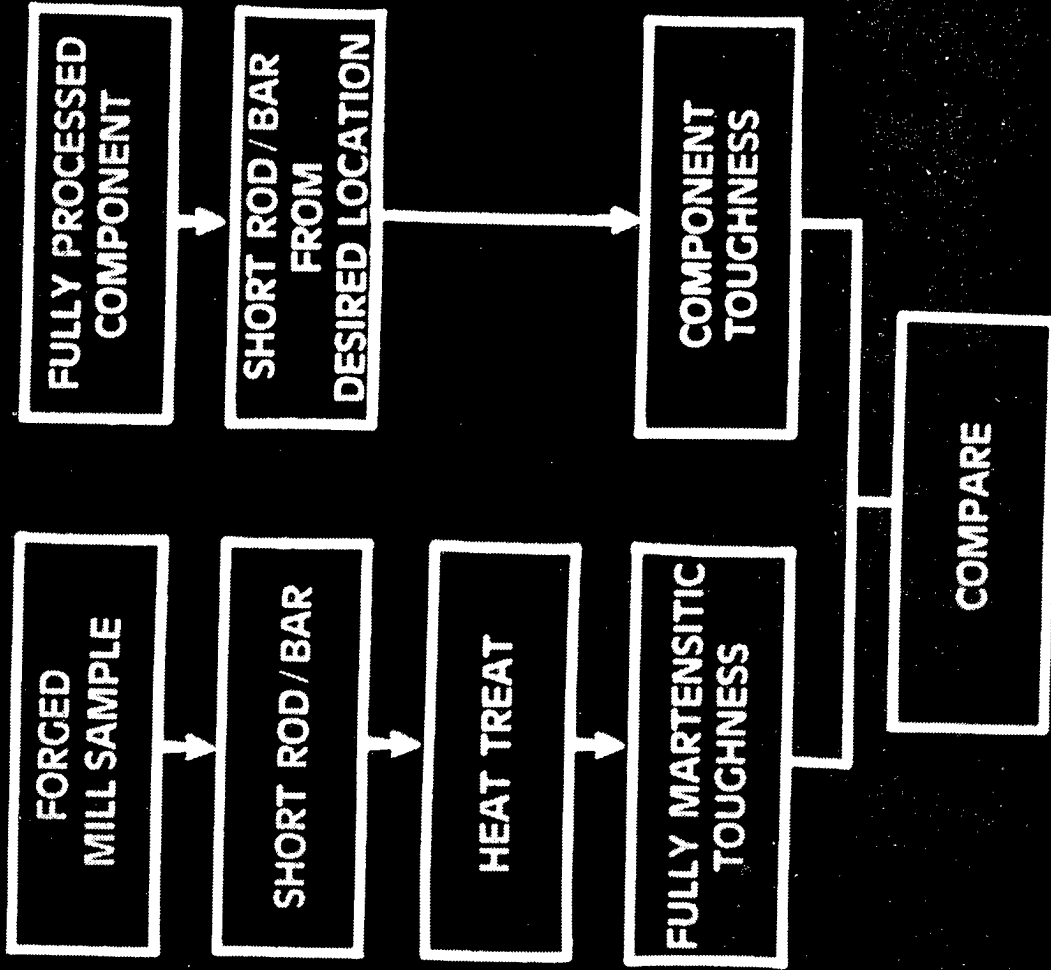 FORGED
MILL SAMPLE
SHORT ROD/BAR
HEAT TREAT
FULLY MARTENSITIC
TOUGHNESS
FULLY PROCESSED
COMPONENT
SHORT ROD/BAR
FROM
DESIRED LOCATION
COMPONENT
TOUGHNESS
COMPARE